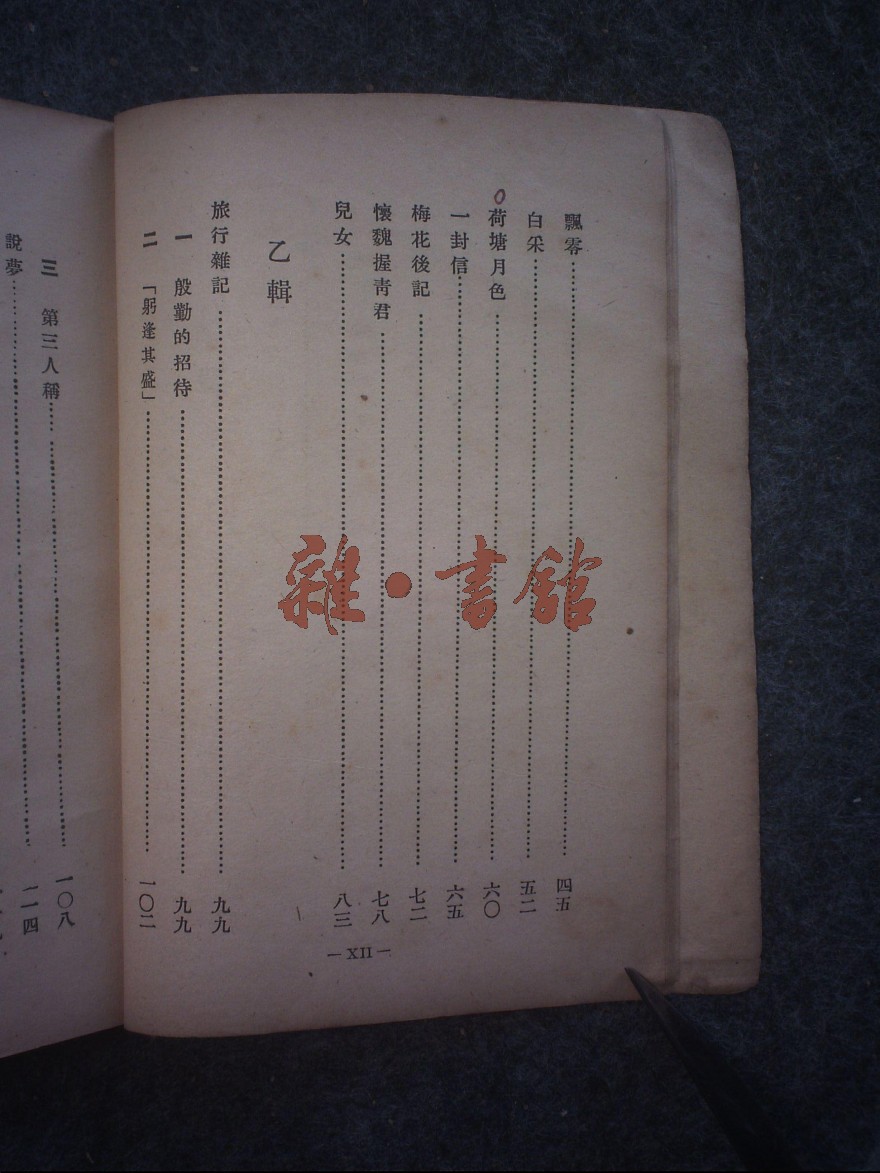 飄零……四五
白采……五二
荷塘月色……六〇
一封信……六五
梅花後記……七二
懷魏握青君……七八
兒女……八三
乙輯
旅行雜記……九九
一 殷勤的招待……九九
二 「躬逢其盛」……一〇二
— XII —
三 第三人稱……一〇八
說夢……一一四
雜·書館